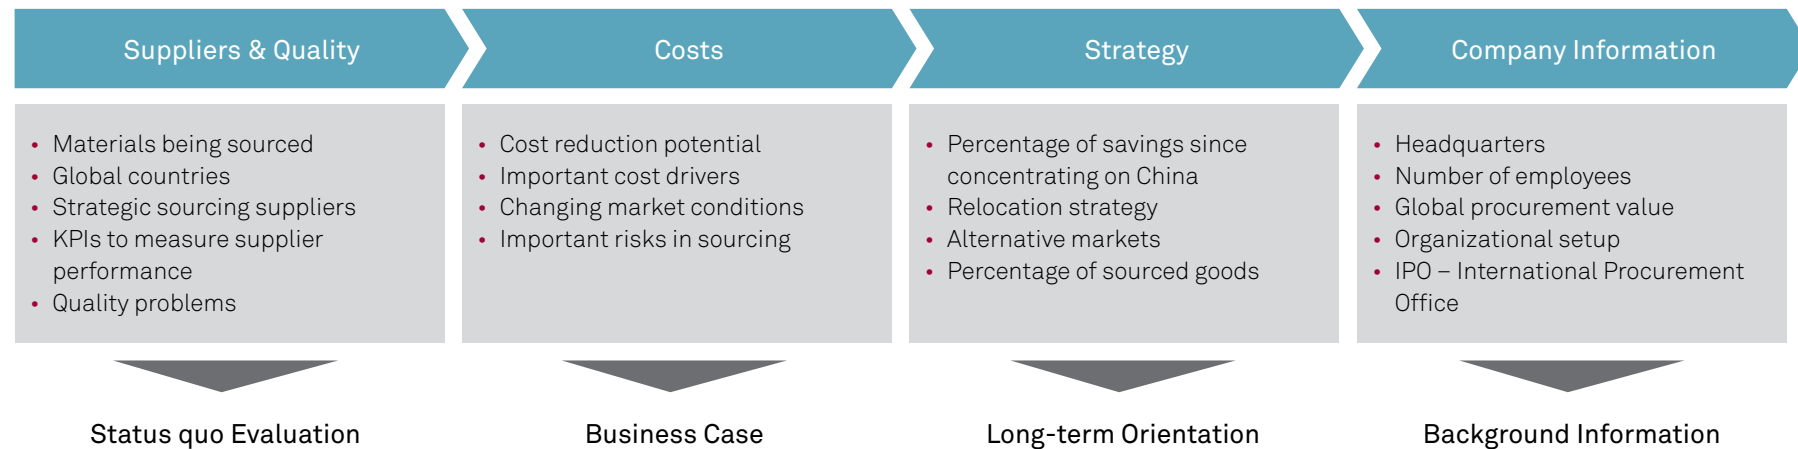 Suppliers & Quality
Costs
Strategy
Company Information
• Materials being sourced
• Global countries
• Strategic sourcing suppliers
• KPIs to measure supplier
performance
• Quality problems
• Cost reduction potential
• Important cost drivers
• Changing market conditions
• Important risks in sourcing
• Percentage of savings since
concentrating on China
• Relocation strategy
• Alternative markets
• Percentage of sourced goods
• Headquarters
• Number of employees
• Global procurement value
• Organizational setup
• IPO – International Procurement
Office
Status quo Evaluation
Business Case
Long-term Orientation
Background Information